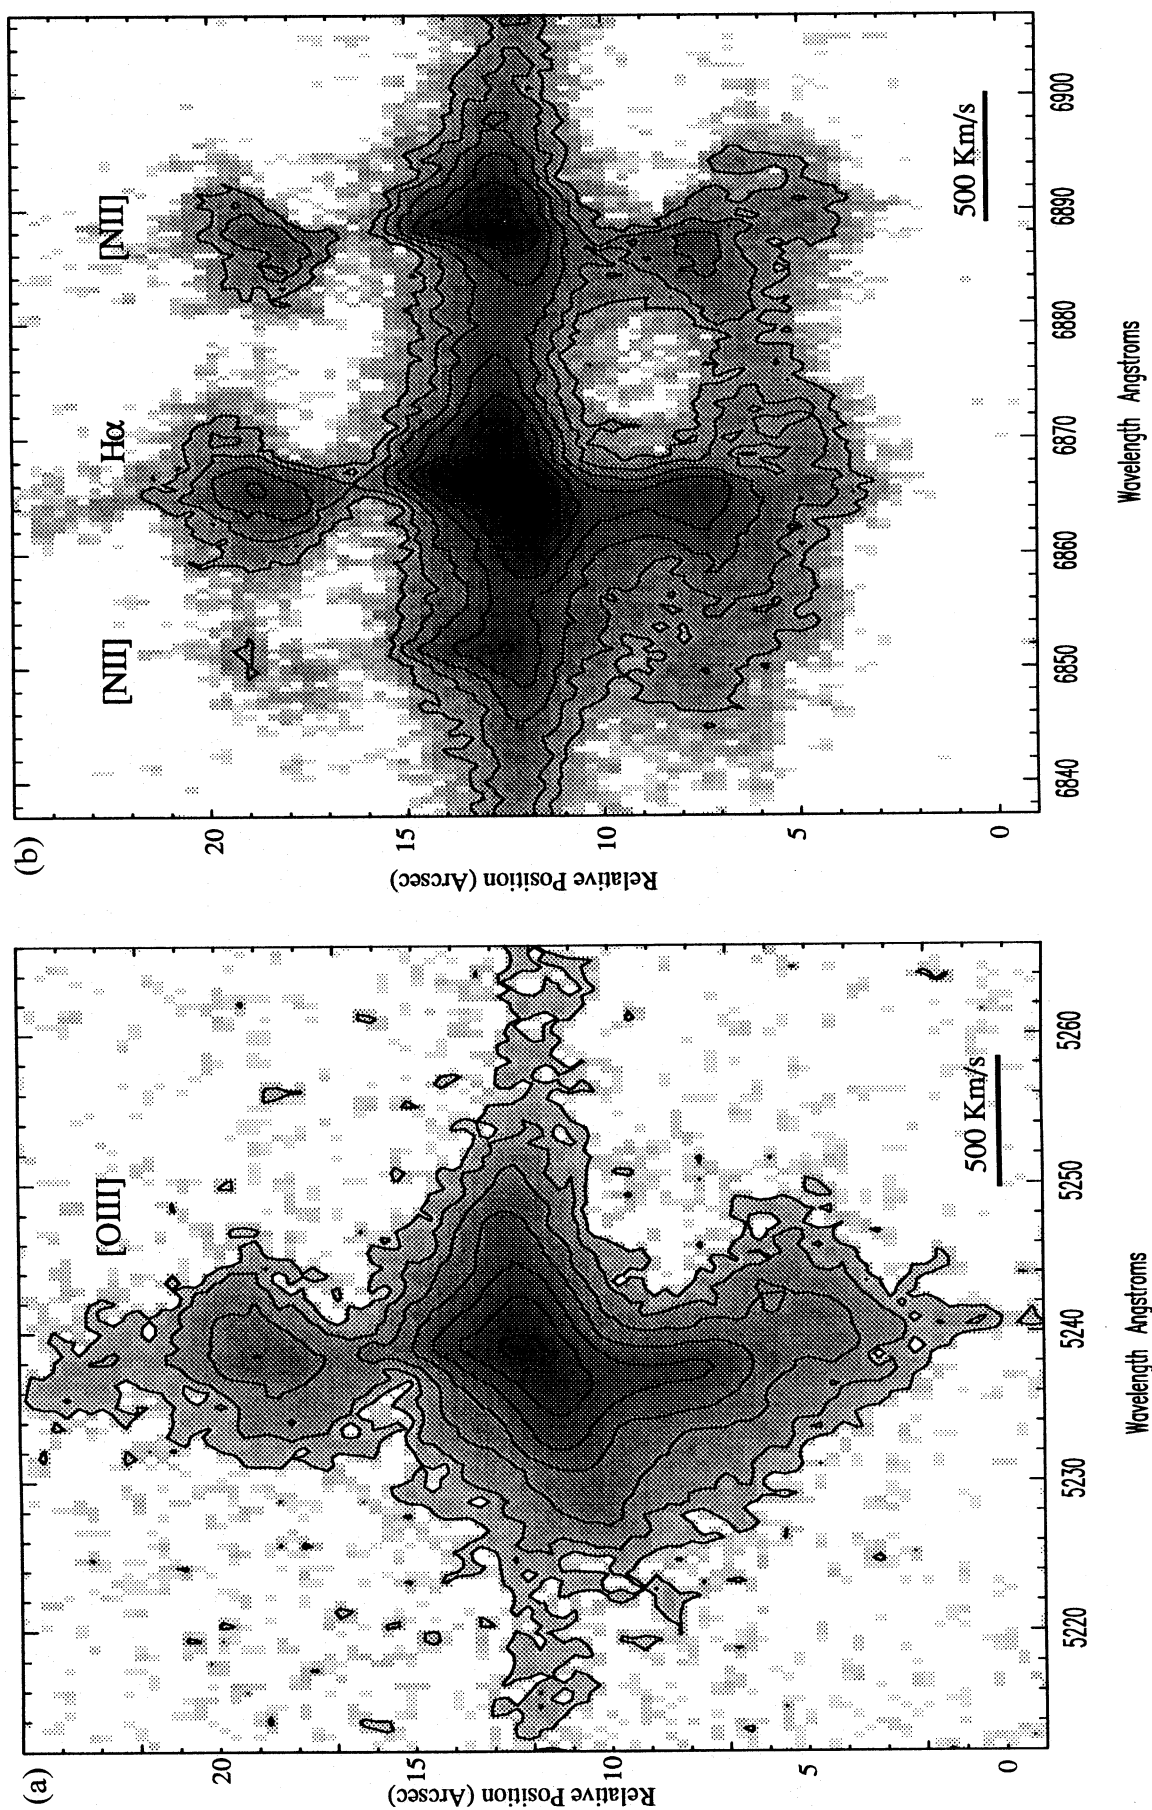 (a)
[OIII]
500 Km/s
20
15
10
5
0
Relative Position (Arcsec)
5220
5230
5240
5250
5260
Wavelength Angstroms
(b)
[NII]
Hα
[NII]
500 Km/s
20
15
10
5
0
Relative Position (Arcsec)
6840
6850
6860
6870
6880
6890
6900
Wavelength Angstroms